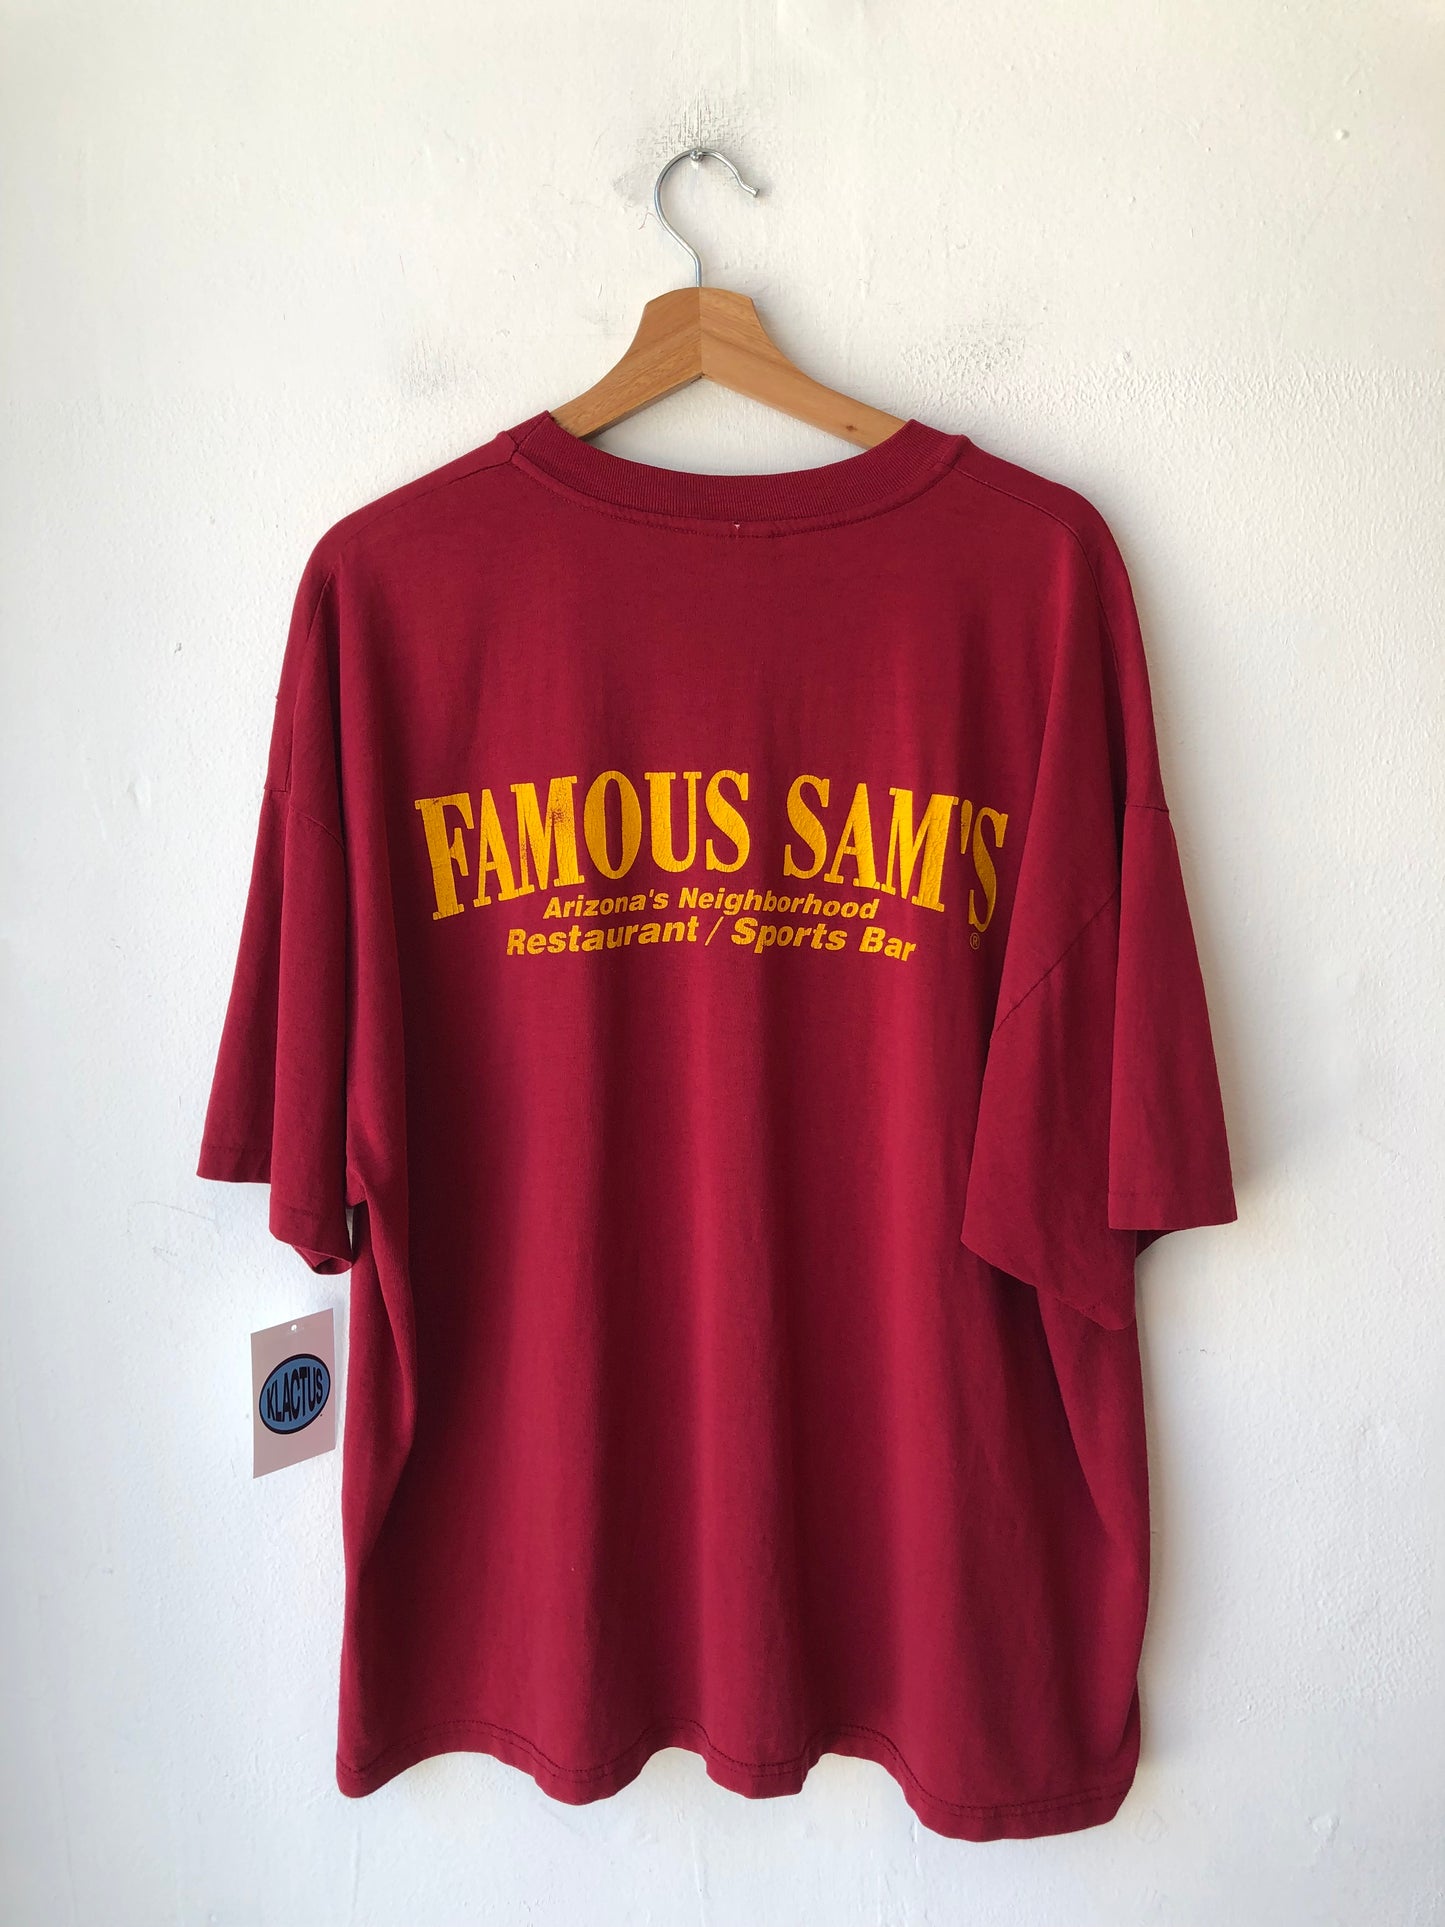 FAMOUS SAM'S
Arizona's Neighborhood
Restaurant / Sports Bar
®
KLACTUS